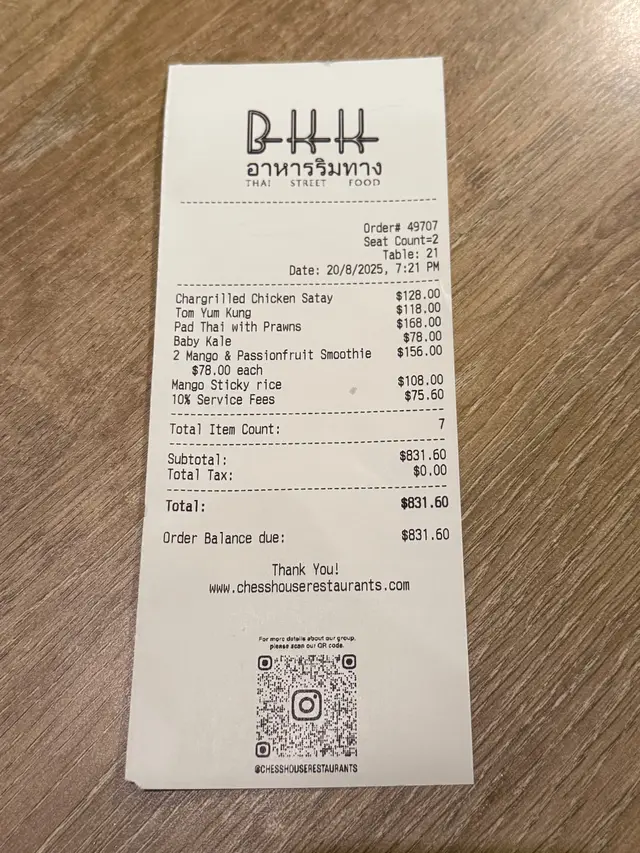 BKK
อาหารริมทาง
THAI STREET FOOD
Order# 49707
Seat Count=2
Table: 21
Date: 20/8/2025, 7:21 PM
Chargrilled Chicken Satay $128.00
Tom Yum Kung $118.00
Pad Thai with Prawns $168.00
Baby Kale $78.00
2 Mango & Passionfruit Smoothie $156.00
$78.00 each
Mango Sticky rice $108.00
10% Service Fees $75.60
Total Item Count: 7
Subtotal: $831.60
Total Tax: $0.00
Total: $831.60
Order Balance due: $831.60
Thank You!
www.chesshouserestaurants.com
For more details about our group,
please scan our QR code.
@CHESSHOUSERESTAURANTS